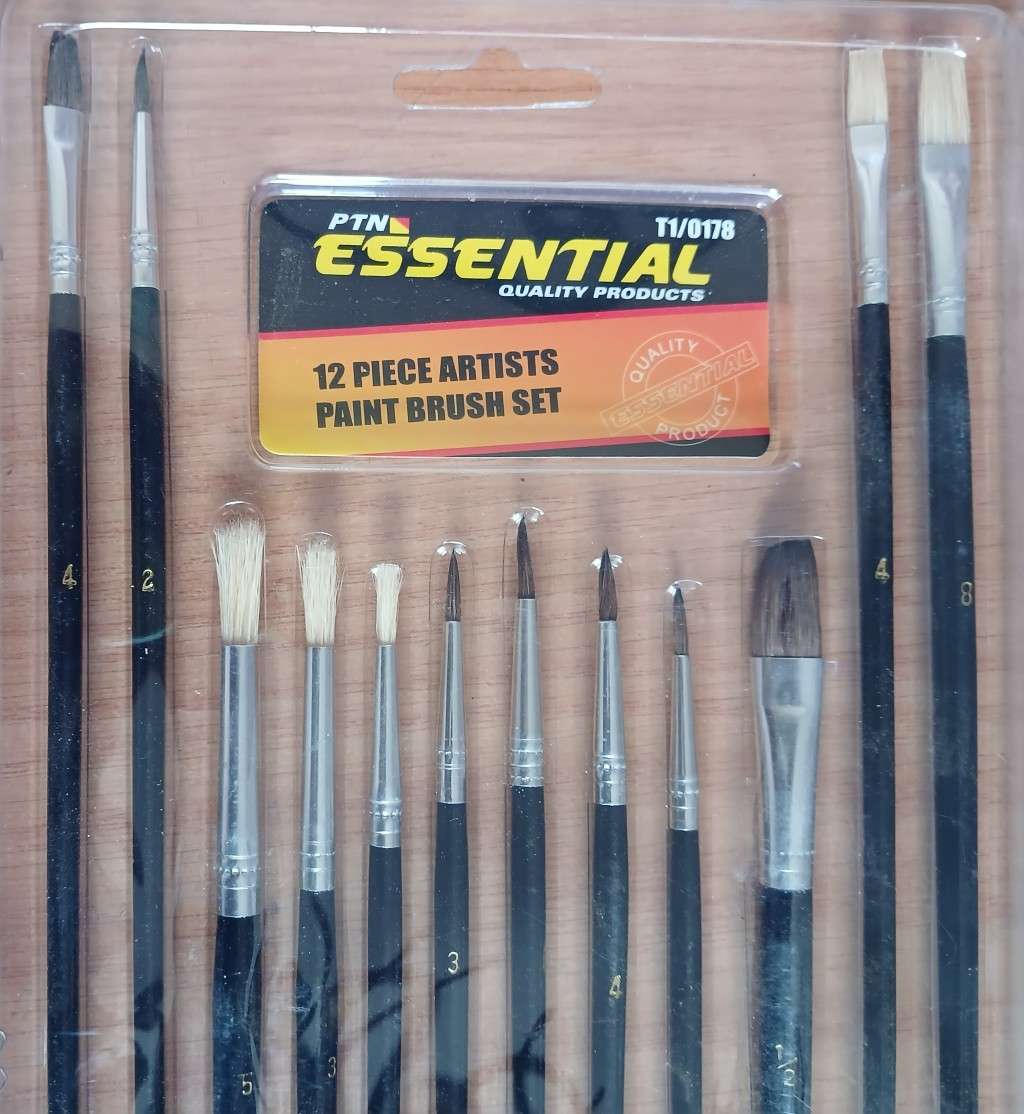 PTN
ESSENTIAL
T1/0178
QUALITY PRODUCTS
12 PIECE ARTISTS
PAINT BRUSH SET
QUALITY
ESSENTIAL
PRODUCT
4
2
4
8
3
4
5
3
1/2